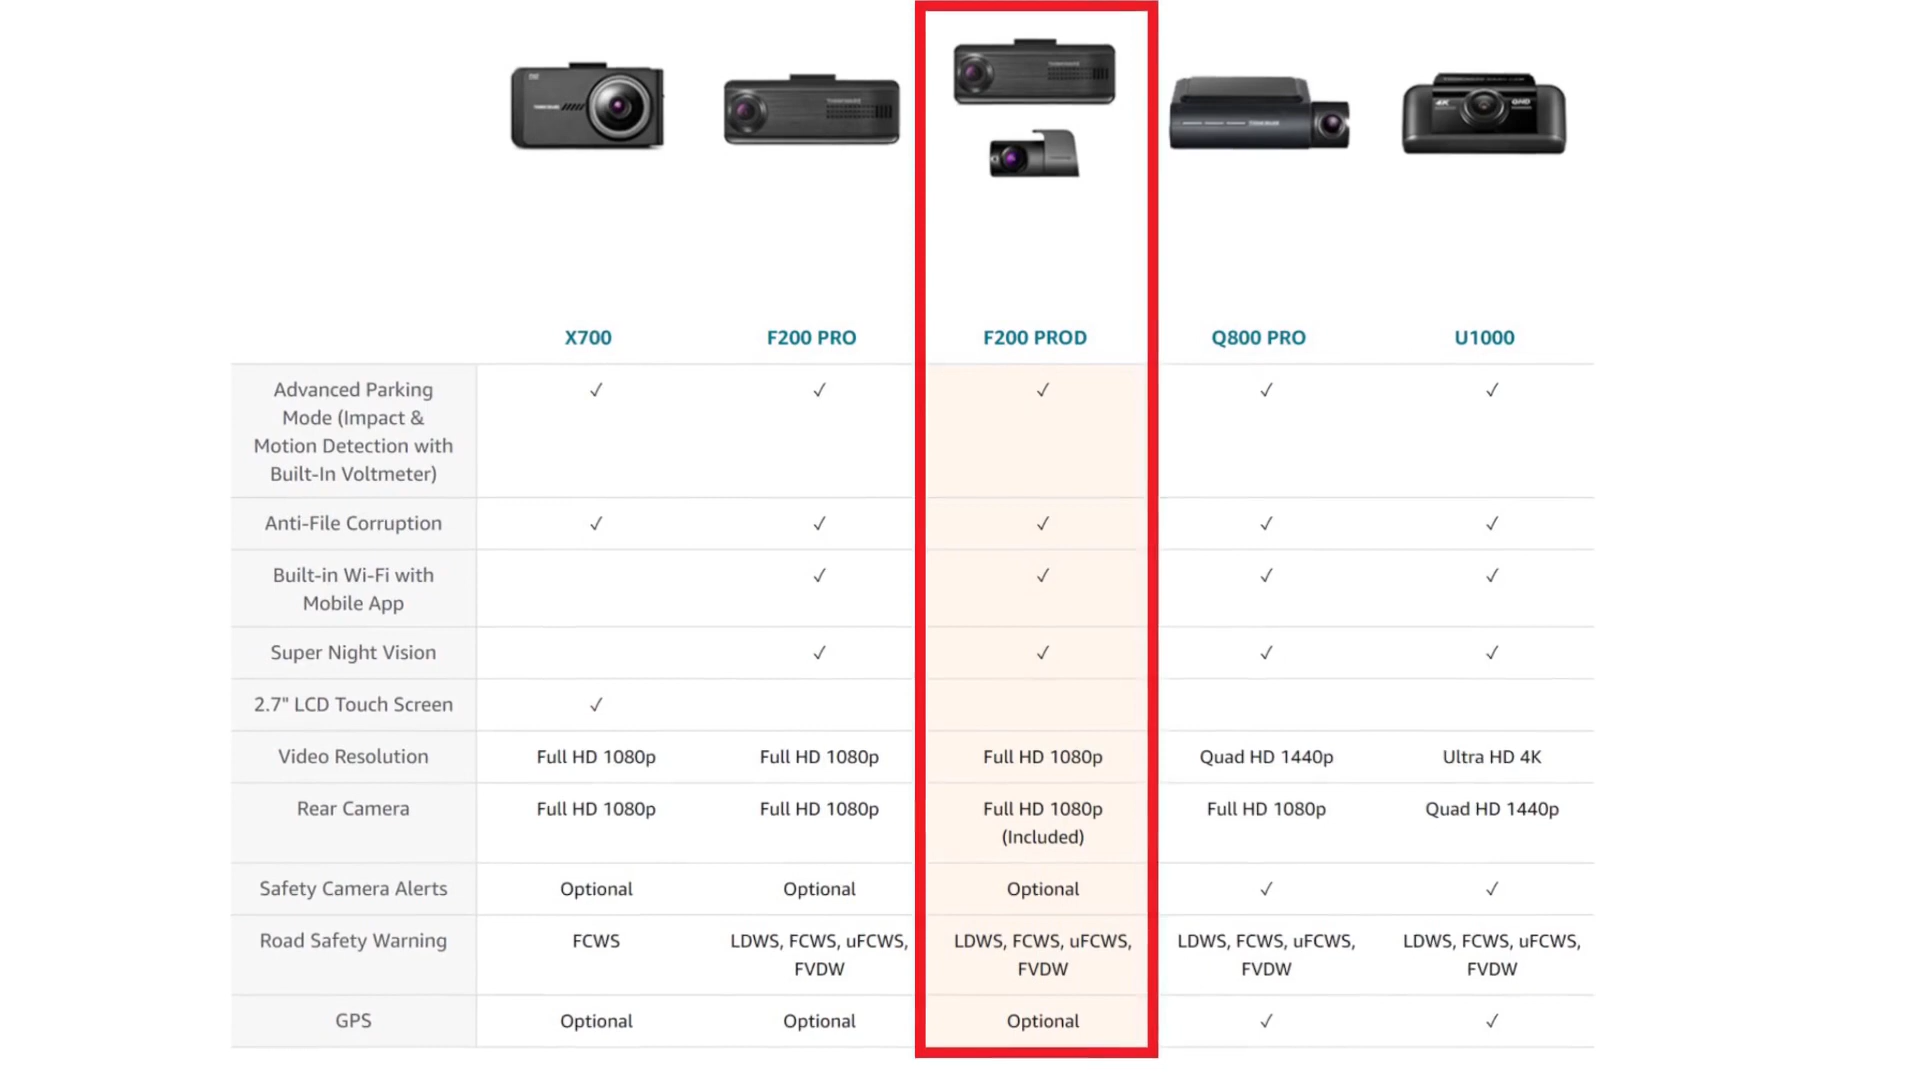 THINKWARE
THINKWARE
4K QHD
X700 F200 PRO F200 PROD Q800 PRO U1000
Advanced Parking
Mode (Impact &
Motion Detection with
Built-In Voltmeter)
✓ ✓ ✓ ✓ ✓
Anti-File Corruption ✓ ✓ ✓ ✓ ✓
Built-in Wi-Fi with
Mobile App
✓ ✓ ✓ ✓
Super Night Vision ✓ ✓ ✓ ✓
2.7" LCD Touch Screen ✓
Video Resolution Full HD 1080p Full HD 1080p Full HD 1080p Quad HD 1440p Ultra HD 4K
Rear Camera Full HD 1080p Full HD 1080p Full HD 1080p Full HD 1080p Quad HD 1440p
(Included)
Safety Camera Alerts Optional Optional Optional ✓ ✓
Road Safety Warning FCWS LDWS, FCWS, uFCWS, LDWS, FCWS, uFCWS, LDWS, FCWS, uFCWS, LDWS, FCWS, uFCWS,
FVDW FVDW FVDW FVDW
GPS Optional Optional Optional ✓ ✓